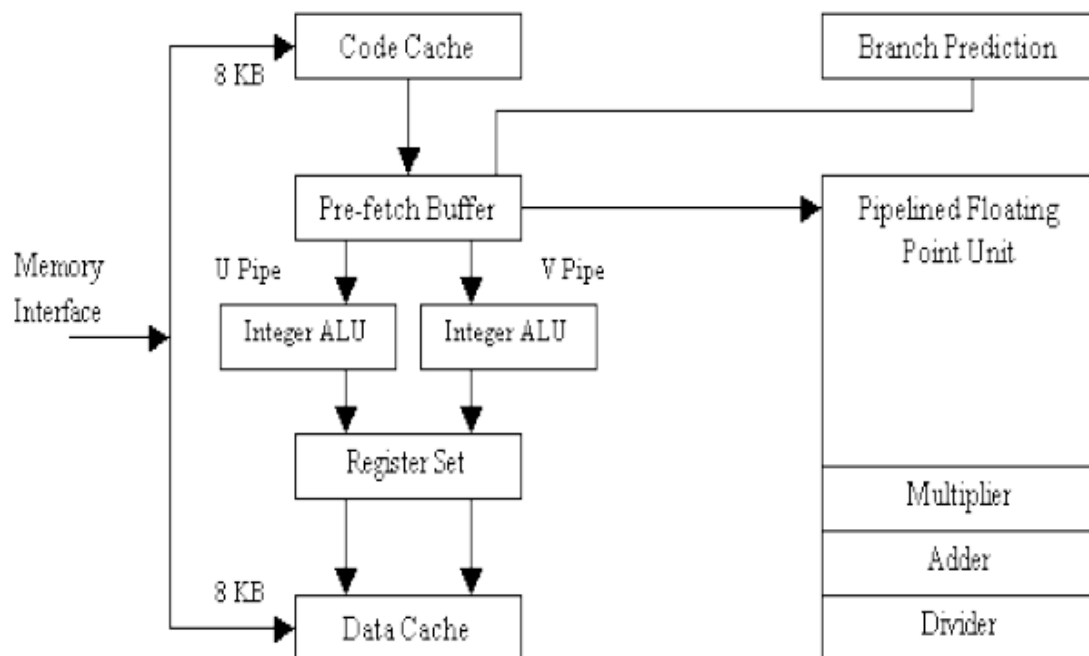 Code Cache
Branch Prediction
8 KB
Pre-fetch Buffer
Pipelined Floating
Point Unit
Memory
Interface
U Pipe
V Pipe
Integer ALU
Integer ALU
Register Set
Multiplier
Adder
8 KB
Data Cache
Divider